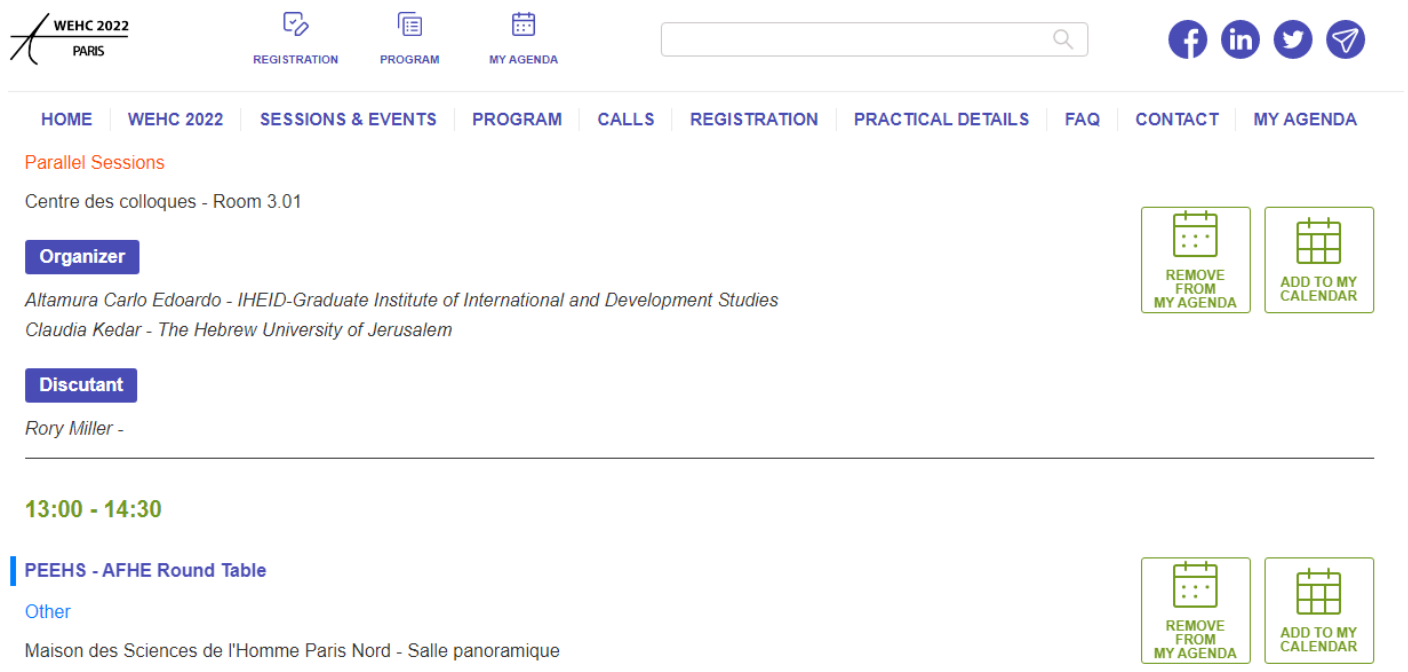 WEHC 2022
PARIS
REGISTRATION
PROGRAM
MY AGENDA
HOME
WEHC 2022
SESSIONS & EVENTS
PROGRAM
CALLS
REGISTRATION
PRACTICAL DETAILS
FAQ
CONTACT
MY AGENDA
Parallel Sessions
Centre des colloques - Room 3.01
REMOVE
FROM
MY AGENDA
ADD TO MY
CALENDAR
Organizer
Altamura Carlo Edoardo - IHEID-Graduate Institute of International and Development Studies
Claudia Kedar - The Hebrew University of Jerusalem
Discutant
Rory Miller -
13:00 - 14:30
PEEHS - AFHE Round Table
Other
Maison des Sciences de l'Homme Paris Nord - Salle panoramique
REMOVE
FROM
MY AGENDA
ADD TO MY
CALENDAR